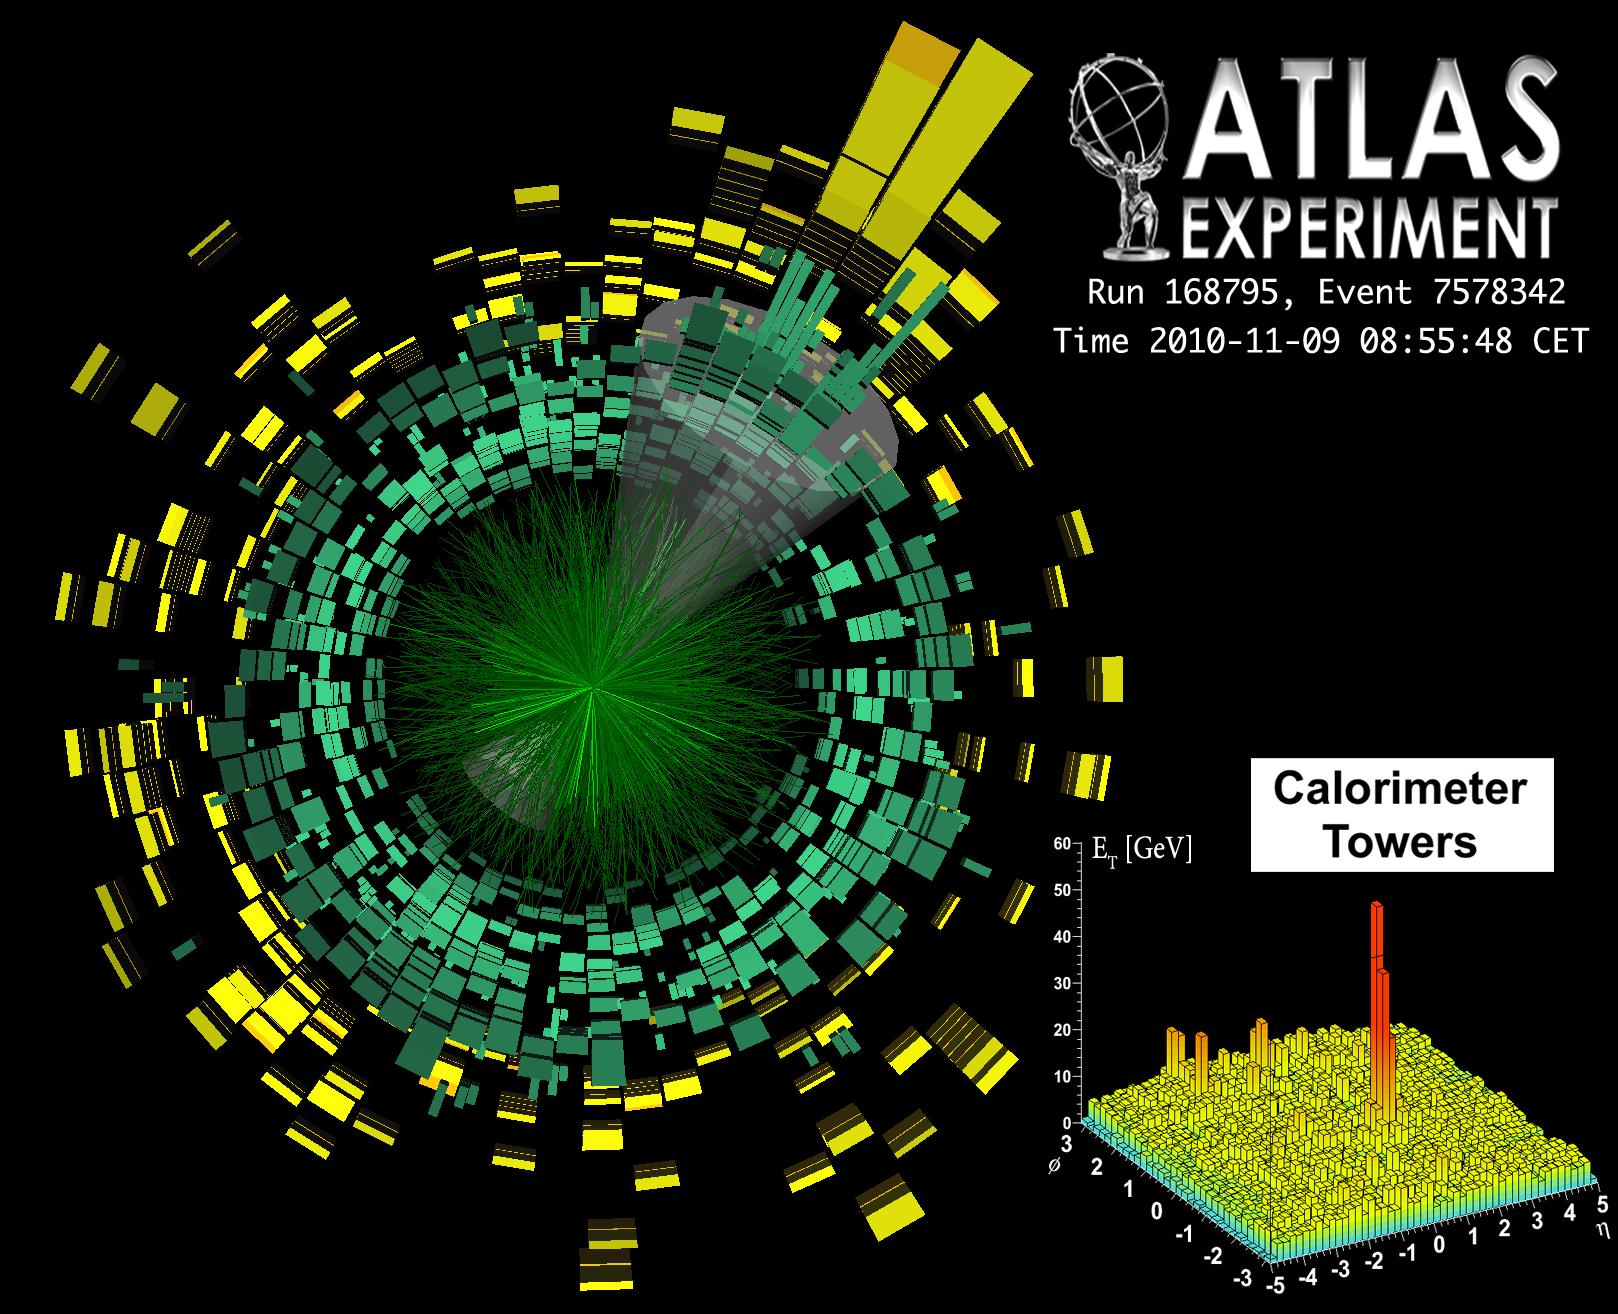 ATLAS
EXPERIMENT
Run 168795, Event 7578342
Time 2010-11-09 08:55:48 CET
Calorimeter
Towers
E_T [GeV]
60
50
40
30
20
10
0
3
2
1
0
-1
-2
-3
ø
-5
-4
-3
-2
-1
0
1
2
3
4
5
η